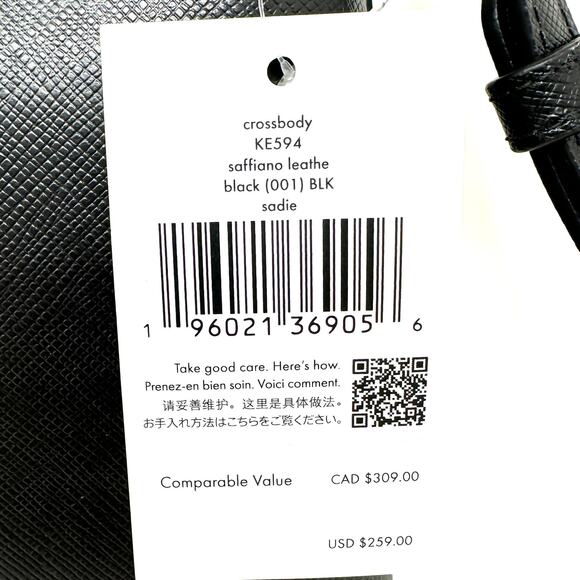 crossbody
KE594
saffiano leathe
black (001) BLK
sadie
1 96021 36905 6
Take good care. Here's how.
Prenez-en bien soin. Voici comment.
请妥善维护。这里是具体做法。
お手入れ方法はこちらをご覧ください。
Comparable Value CAD $309.00
USD $259.00